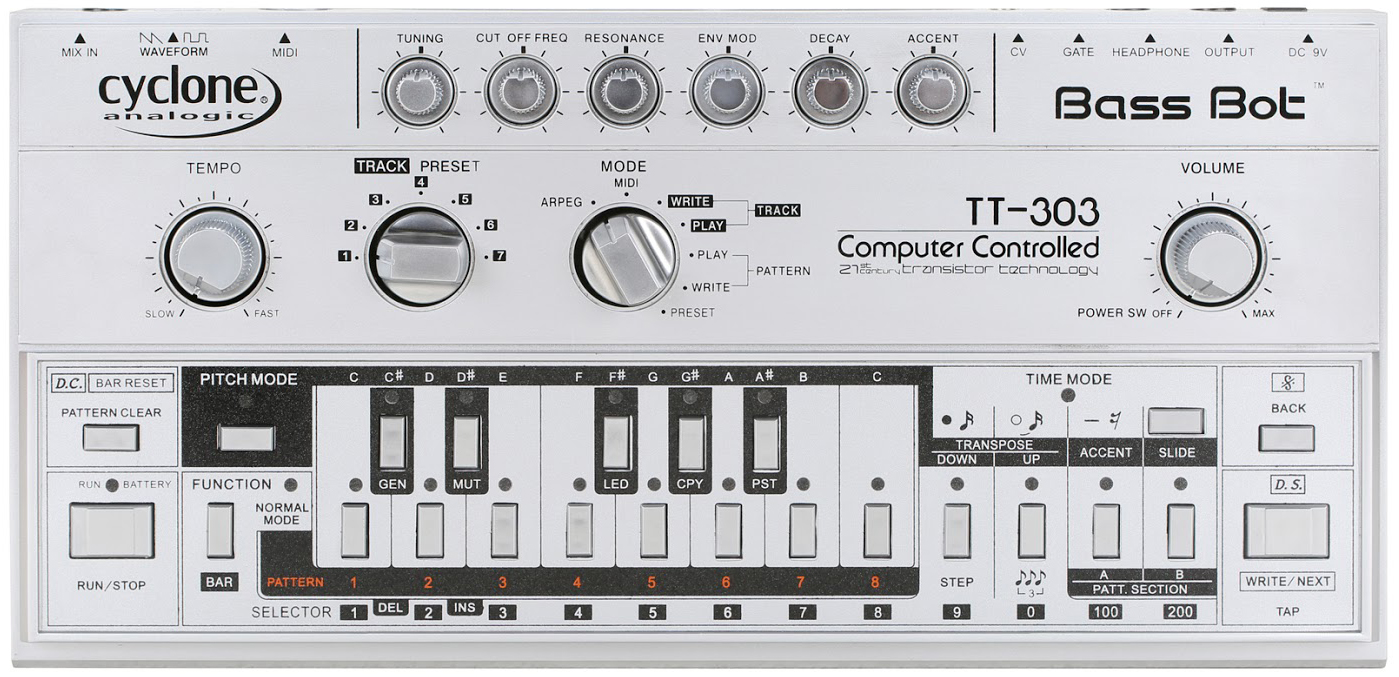 TUNING CUT OFF FREQ RESONANCE ENV MOD DECAY ACCENT
MIX IN WAVEFORM MIDI CV GATE HEADPHONE OUTPUT DC 9V
cyclone®
analogic
Bass Bot™
TEMPO TRACK PRESET MODE VOLUME
1 2 3 4 5 6 7
MIDI
ARPEG WRITE
PLAY TRACK
PLAY
WRITE PATTERN
PRESET
TT-303
Computer Controlled
21st century transistor technology
SLOW FAST
POWER SW OFF MAX
D.C. BAR RESET PITCH MODE C C# D D# E F F# G G# A A# B C TIME MODE
PATTERN CLEAR BACK
TRANSPOSE
DOWN UP ACCENT SLIDE
RUN BATTERY FUNCTION GEN MUT LED CPY PST D.S.
NORMAL
MODE
RUN/STOP BAR PATTERN 1 2 3 4 5 6 7 8 STEP 3 A B WRITE/NEXT
PATT. SECTION
SELECTOR 1 DEL 2 INS 3 4 5 6 7 8 9 0 100 200 TAP